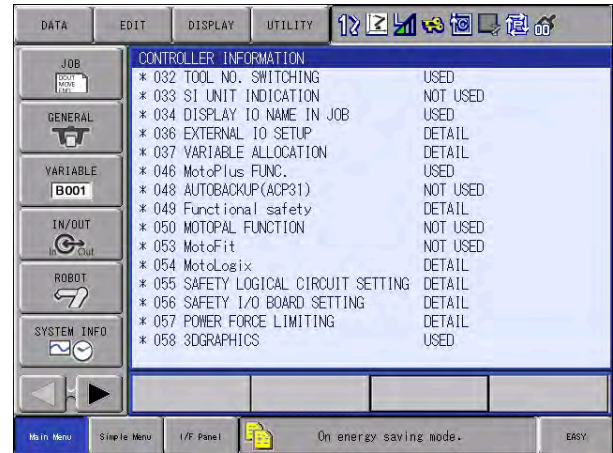 DATA EDIT DISPLAY UTILITY
JOB
DOUT
MOVE
END
GENERAL
VARIABLE
B001
IN/OUT
In Out
ROBOT
SYSTEM INFO
CONTROLLER INFORMATION
* 032 TOOL NO. SWITCHING USED
* 033 SI UNIT INDICATION NOT USED
* 034 DISPLAY IO NAME IN JOB USED
* 036 EXTERNAL IO SETUP DETAIL
* 037 VARIABLE ALLOCATION DETAIL
* 046 MotoPlus FUNC. USED
* 048 AUTOBACKUP(ACP31) NOT USED
* 049 Functional safety DETAIL
* 050 MOTOPAL FUNCTION NOT USED
* 053 MotoFit NOT USED
* 054 MotoLogix DETAIL
* 055 SAFETY LOGICAL CIRCUIT SETTING DETAIL
* 056 SAFETY I/O BOARD SETTING DETAIL
* 057 POWER FORCE LIMITING DETAIL
* 058 3DGRAPHICS USED
Main Menu Simple Menu I/F Panel On energy saving mode. EASY